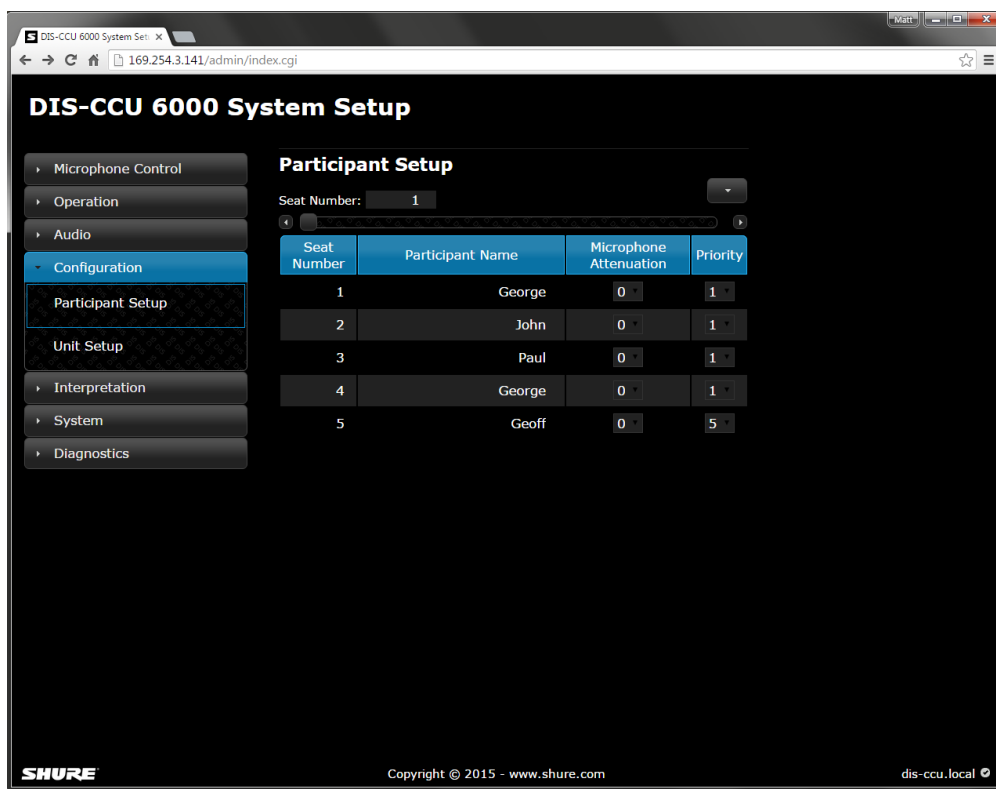 Matt
DIS-CCU 6000 System Set
169.254.3.141/admin/index.cgi
DIS-CCU 6000 System Setup
Microphone Control
Operation
Audio
Configuration
Participant Setup
Unit Setup
Interpretation
System
Diagnostics
Participant Setup
Seat Number: 1
Seat Number Participant Name Microphone Attenuation Priority
1 George 0 1
2 John 0 1
3 Paul 0 1
4 George 0 1
5 Geoff 0 5
SHURE Copyright © 2015 - www.shure.com dis-ccu.local